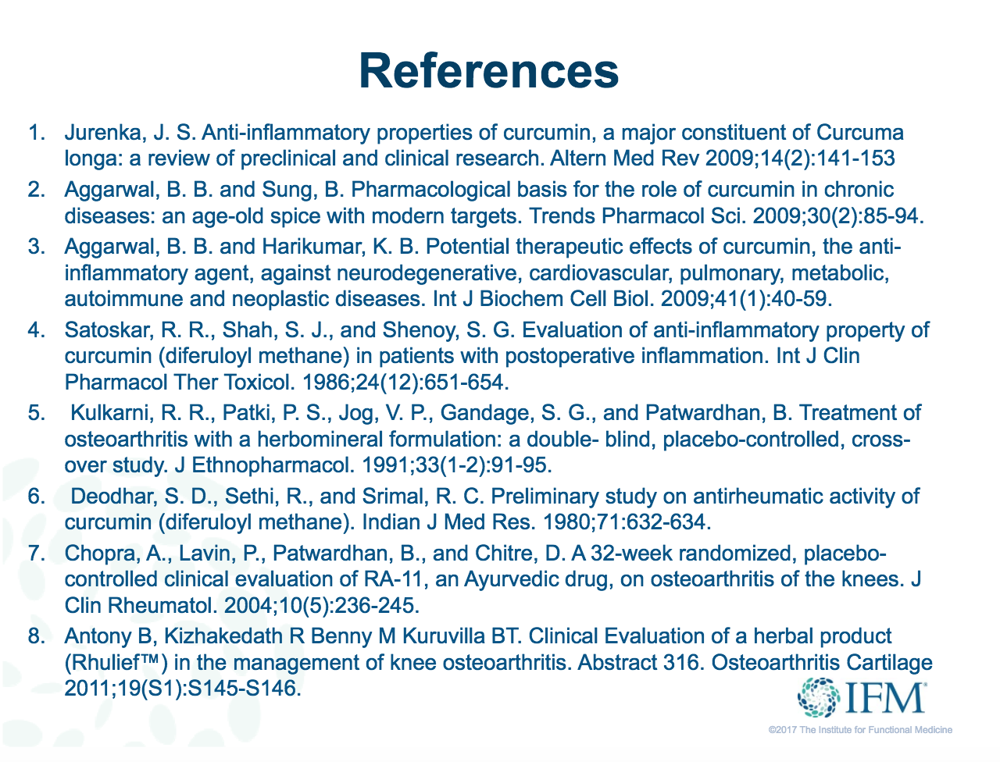 References
1. Jurenka, J. S. Anti-inflammatory properties of curcumin, a major constituent of Curcuma
longa: a review of preclinical and clinical research. Altern Med Rev 2009;14(2):141-153
2. Aggarwal, B. B. and Sung, B. Pharmacological basis for the role of curcumin in chronic
diseases: an age-old spice with modern targets. Trends Pharmacol Sci. 2009;30(2):85-94.
3. Aggarwal, B. B. and Harikumar, K. B. Potential therapeutic effects of curcumin, the anti-
inflammatory agent, against neurodegenerative, cardiovascular, pulmonary, metabolic,
autoimmune and neoplastic diseases. Int J Biochem Cell Biol. 2009;41(1):40-59.
4. Satoskar, R. R., Shah, S. J., and Shenoy, S. G. Evaluation of anti-inflammatory property of
curcumin (diferuloyl methane) in patients with postoperative inflammation. Int J Clin
Pharmacol Ther Toxicol. 1986;24(12):651-654.
5. Kulkarni, R. R., Patki, P. S., Jog, V. P., Gandage, S. G., and Patwardhan, B. Treatment of
osteoarthritis with a herbomineral formulation: a double- blind, placebo-controlled, cross-
over study. J Ethnopharmacol. 1991;33(1-2):91-95.
6. Deodhar, S. D., Sethi, R., and Srimal, R. C. Preliminary study on antirheumatic activity of
curcumin (diferuloyl methane). Indian J Med Res. 1980;71:632-634.
7. Chopra, A., Lavin, P., Patwardhan, B., and Chitre, D. A 32-week randomized, placebo-
controlled clinical evaluation of RA-11, an Ayurvedic drug, on osteoarthritis of the knees. J
Clin Rheumatol. 2004;10(5):236-245.
8. Antony B, Kizhakedath R Benny M Kuruvilla BT. Clinical Evaluation of a herbal product
(Rhulief™) in the management of knee osteoarthritis. Abstract 316. Osteoarthritis Cartilage
2011;19(S1):S145-S146.
IFM
©2017 The Institute for Functional Medicine